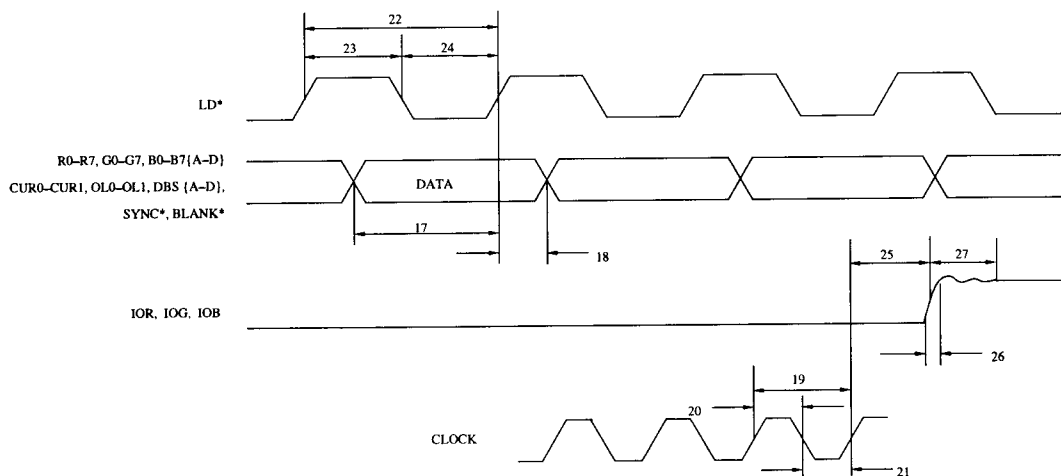 22
23
24
LD*
R0–R7, G0–G7, B0–B7{A–D}
CUR0–CUR1, OL0–OL1, DBS {A–D},
DATA
SYNC*, BLANK*
17
18
25
27
IOR, IOG, IOB
26
19
20
CLOCK
21